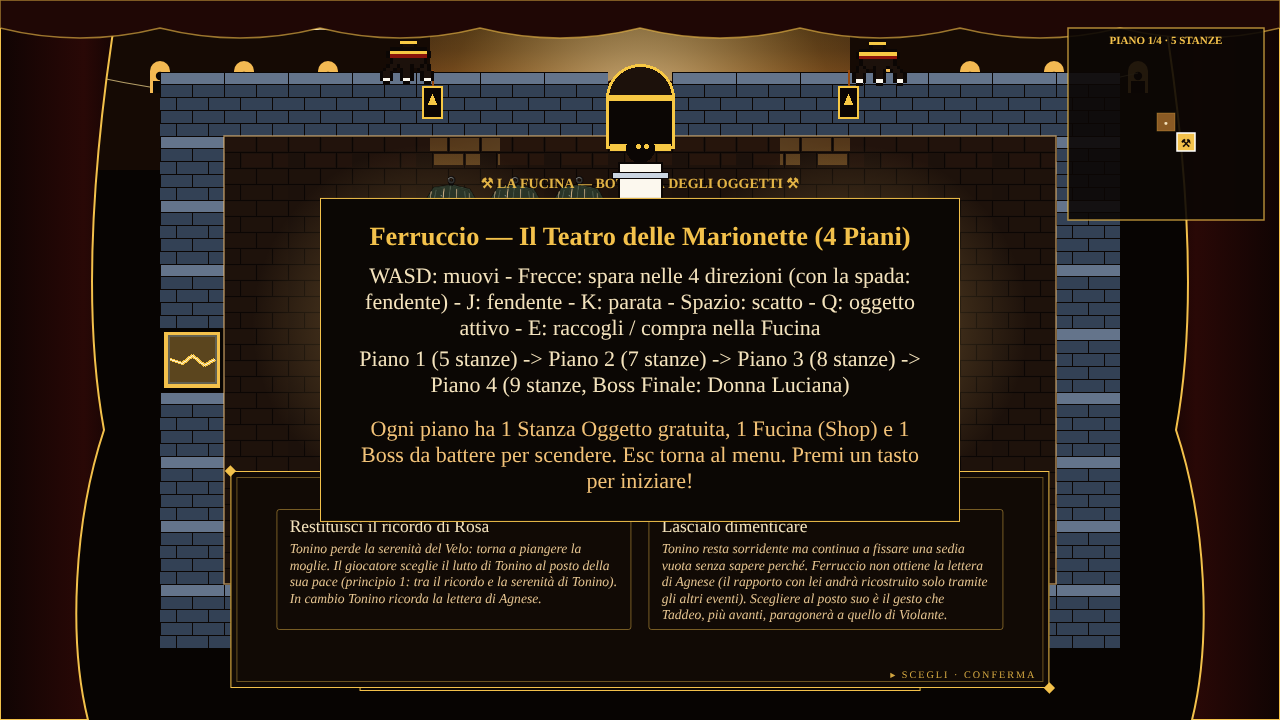 PIANO 1/4 · 5 STANZE
⚒ LA FUCINA — BO DEGLI OGGETTI ⚒
Ferruccio — Il Teatro delle Marionette (4 Piani)
WASD: muovi - Frecce: spara nelle 4 direzioni (con la spada:
fendente) - J: fendente - K: parata - Spazio: scatto - Q: oggetto
attivo - E: raccogli / compra nella Fucina
Piano 1 (5 stanze) -> Piano 2 (7 stanze) -> Piano 3 (8 stanze) ->
Piano 4 (9 stanze, Boss Finale: Donna Luciana)
Ogni piano ha 1 Stanza Oggetto gratuita, 1 Fucina (Shop) e 1
Boss da battere per scendere. Esc torna al menu. Premi un tasto
per iniziare!
Restituisci il ricordo di Rosa
Tonino perde la serenità del Velo: torna a piangere la
moglie. Il giocatore sceglie il lutto di Tonino al posto della
sua pace (principio 1: tra il ricordo e la serenità di Tonino).
In cambio Tonino ricorda la lettera di Agnese.
Lascialo dimenticare
Tonino resta sorridente ma continua a fissare una sedia
vuota senza sapere perché. Ferruccio non ottiene la lettera
di Agnese (il rapporto con lei andrà ricostruito solo tramite
gli altri eventi). Scegliere al posto suo è il gesto che
Taddeo, più avanti, paragonerà a quello di Violante.
▸ SCEGLI · CONFERMA